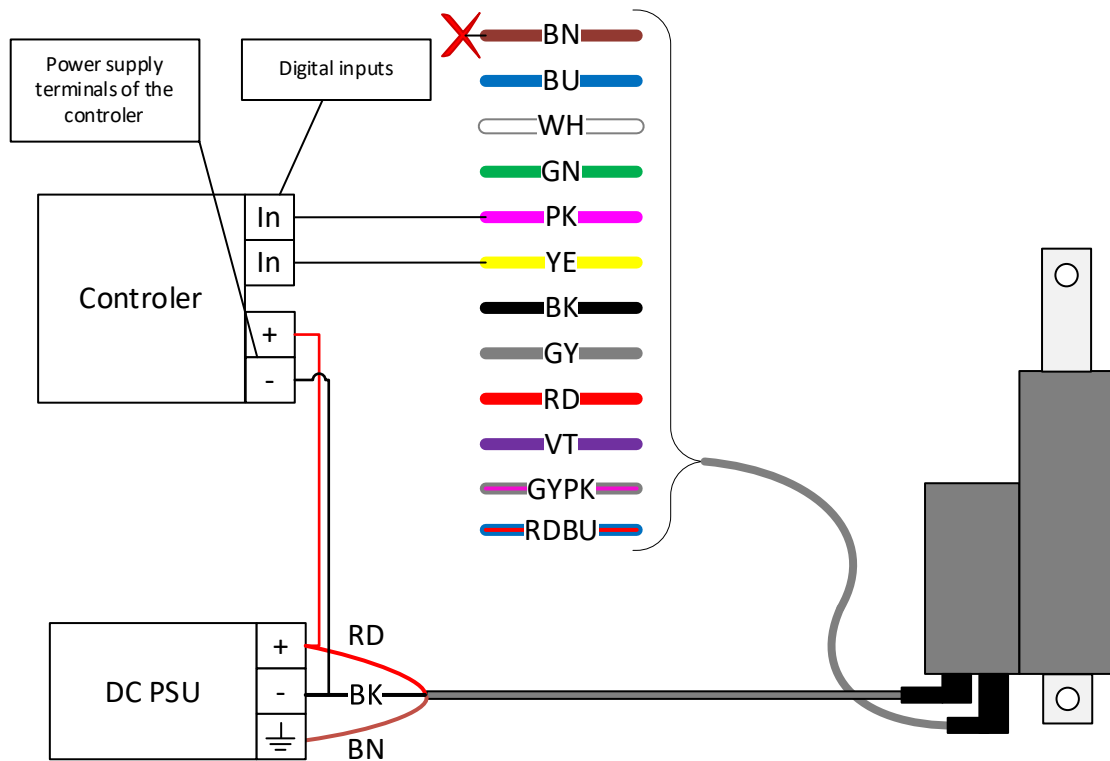 Power supply
terminals of the
controler
Digital inputs
BN
BU
WH
GN
PK
YE
BK
GY
RD
VT
GYPK
RDBU
In
In
Controler
+
-
DC PSU
+
-
RD
BK
BN